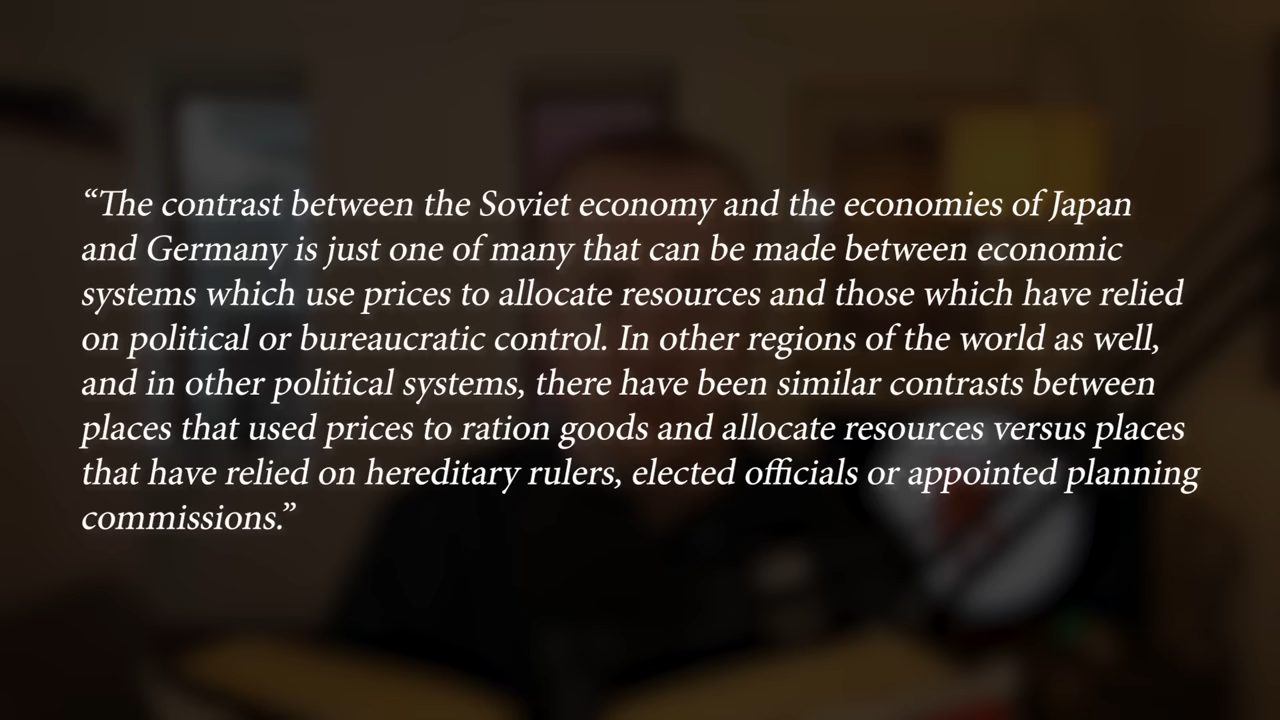 “The contrast between the Soviet economy and the economies of Japan
and Germany is just one of many that can be made between economic
systems which use prices to allocate resources and those which have relied
on political or bureaucratic control. In other regions of the world as well,
and in other political systems, there have been similar contrasts between
places that used prices to ration goods and allocate resources versus places
that have relied on hereditary rulers, elected officials or appointed planning
commissions.”